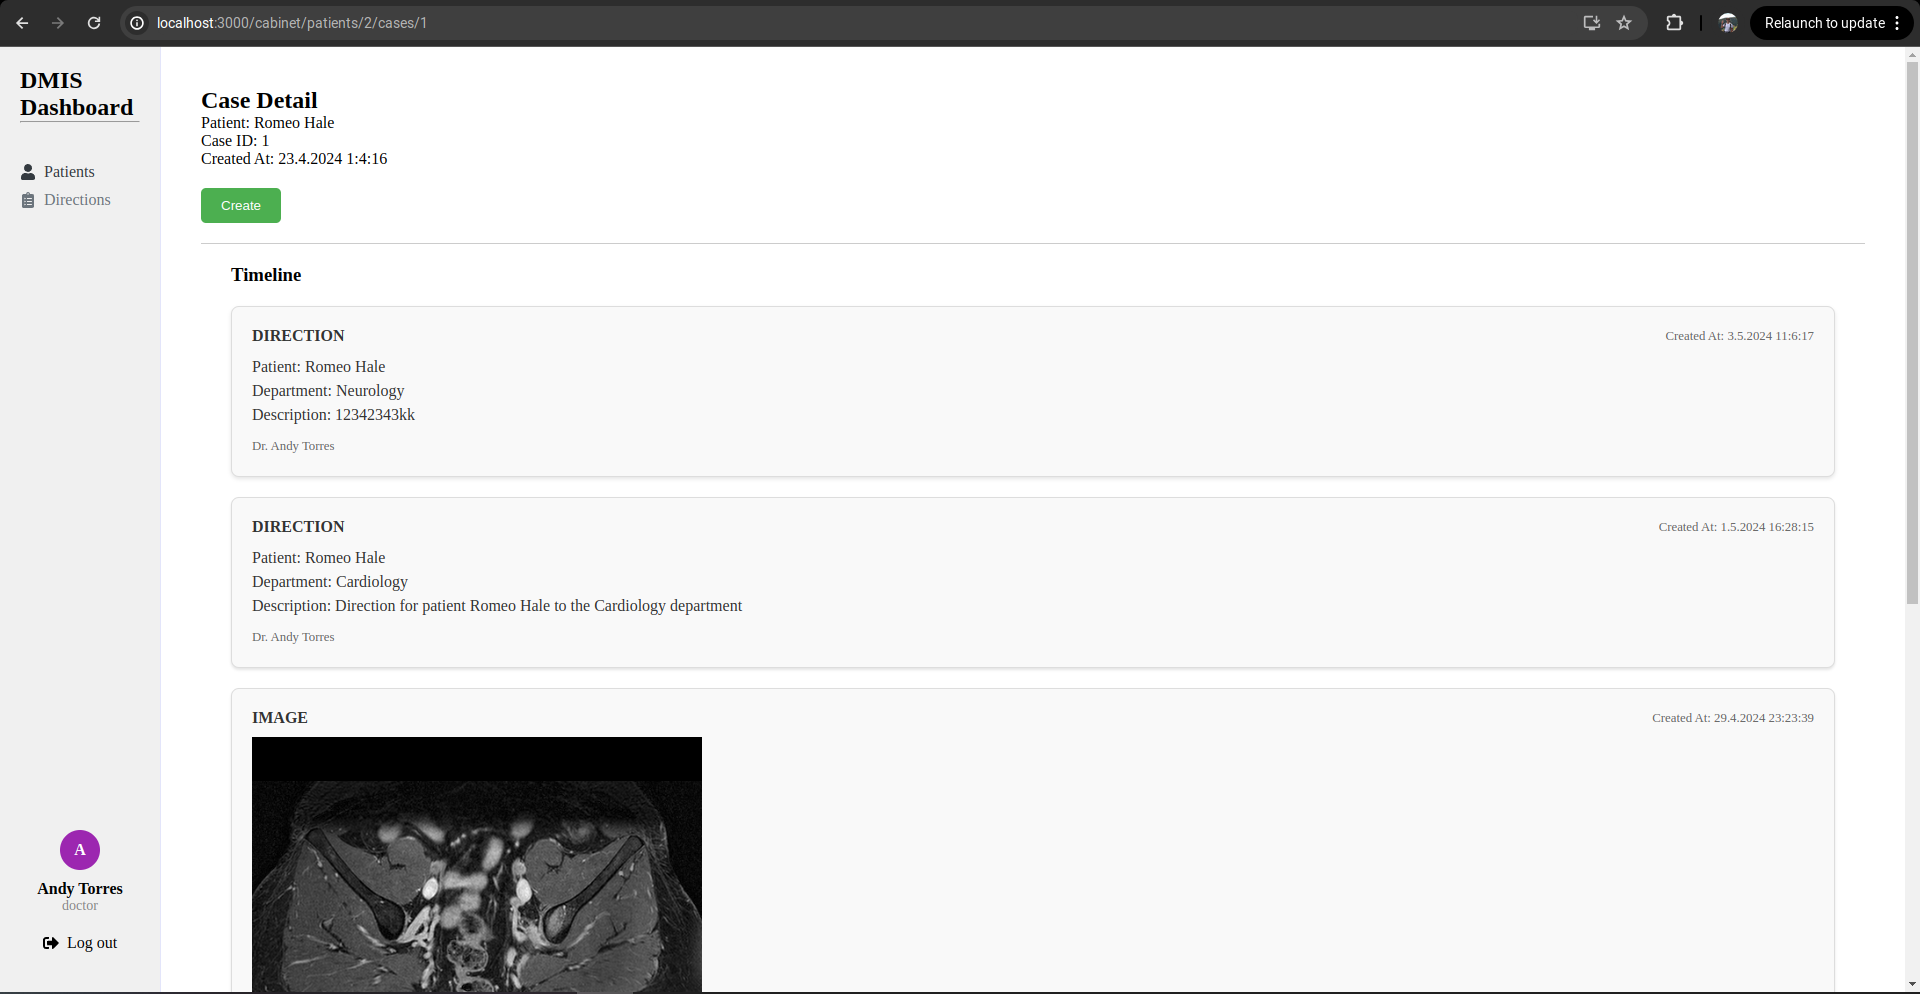 localhost:3000/cabinet/patients/2/cases/1
Relaunch to update
DMIS
Dashboard
Patients
Directions
Case Detail
Patient: Romeo Hale
Case ID: 1
Created At: 23.4.2024 1:4:16
Create
Timeline
DIRECTION
Created At: 3.5.2024 11:6:17
Patient: Romeo Hale
Department: Neurology
Description: 12342343kk
Dr. Andy Torres
DIRECTION
Created At: 1.5.2024 16:28:15
Patient: Romeo Hale
Department: Cardiology
Description: Direction for patient Romeo Hale to the Cardiology department
Dr. Andy Torres
IMAGE
Created At: 29.4.2024 23:23:39
A
Andy Torres
doctor
Log out